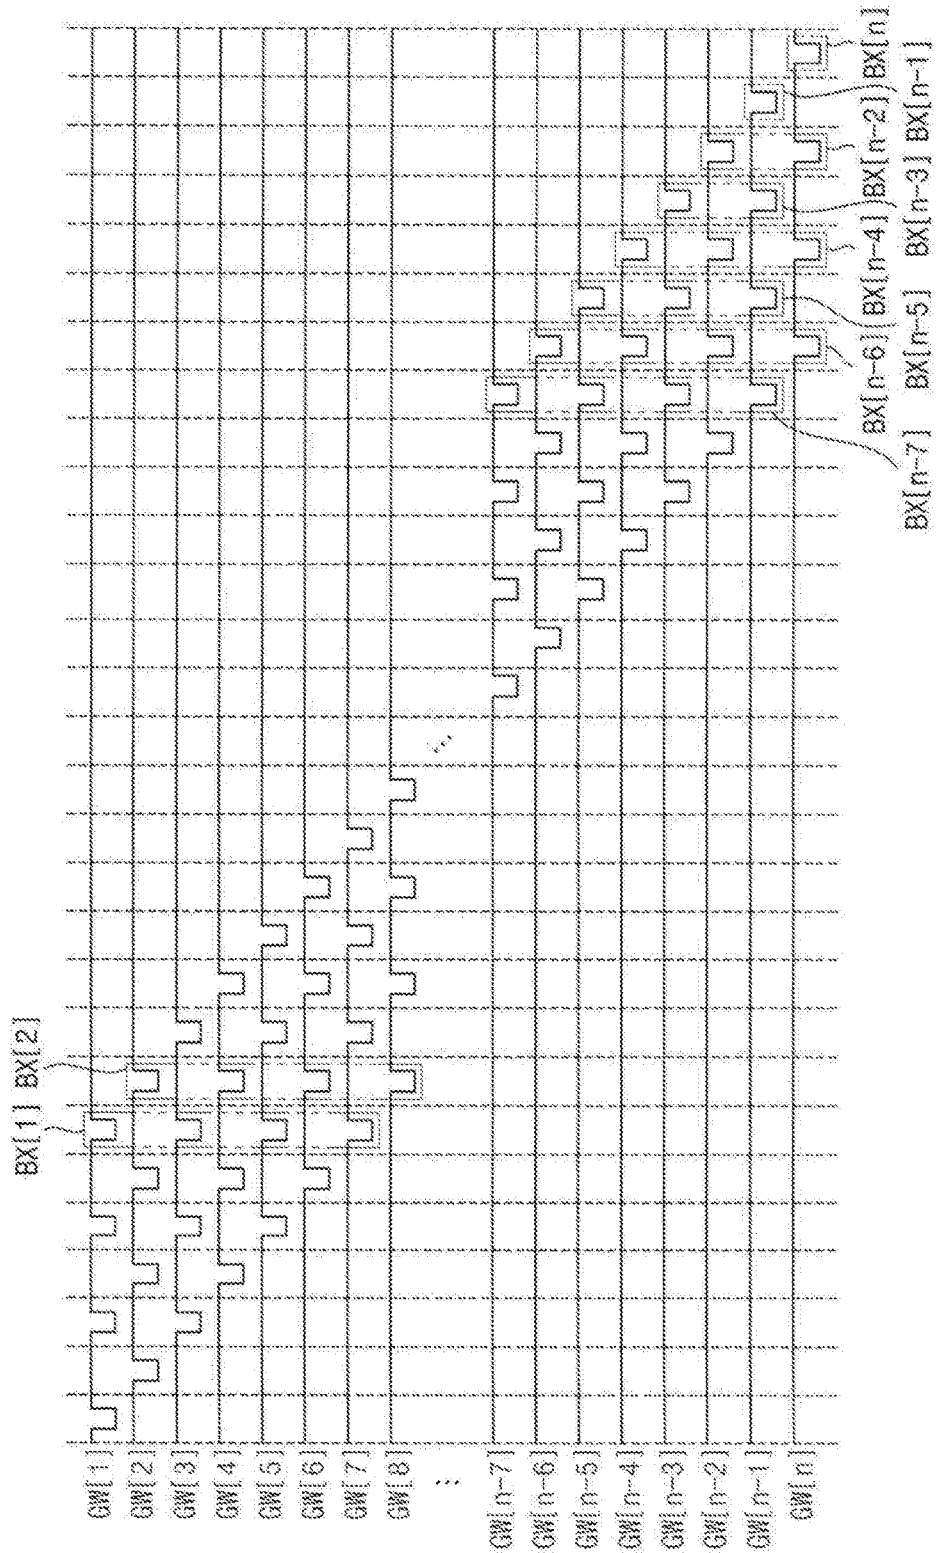 BX[1]
BX[2]
GW[1]
GW[2]
GW[3]
GW[4]
GW[5]
GW[6]
GW[7]
GW[8]
...
GW[n-7]
GW[n-6]
GW[n-5]
GW[n-4]
GW[n-3]
GW[n-2]
GW[n-1]
GW[n]
BX[n-7]
BX[n-6]
BX[n-5]
BX[n-4]
BX[n-3]
BX[n-2]
BX[n-1]
BX[n]